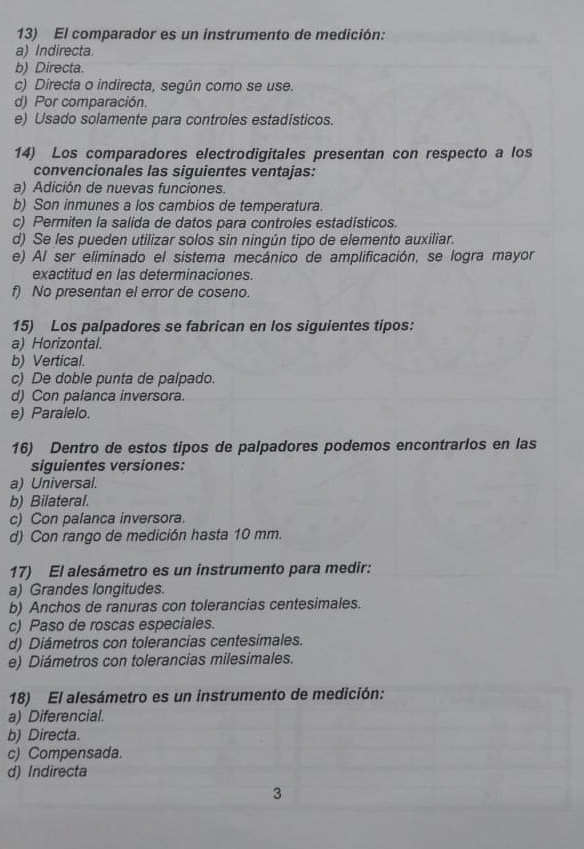 13) El comparador es un instrumento de medición:
a) Indirecta.
b) Directa.
c) Directa o indirecta, según como se use.
d) Por comparación.
e) Usado solamente para controles estadísticos.
14) Los comparadores electrodigitales presentan con respecto a los
convencionales las siguientes ventajas:
a) Adición de nuevas funciones.
b) Son inmunes a los cambios de temperatura.
c) Permiten la salida de datos para controles estadísticos.
d) Se les pueden utilizar solos sin ningún tipo de elemento auxiliar.
e) Al ser eliminado el sistema mecánico de amplificación, se logra mayor
exactitud en las determinaciones.
f) No presentan el error de coseno.
15) Los palpadores se fabrican en los siguientes tipos:
a) Horizontal.
b) Vertical.
c) De doble punta de palpado.
d) Con palanca inversora.
e) Paralelo.
16) Dentro de estos tipos de palpadores podemos encontrarlos en las
siguientes versiones:
a) Universal.
b) Bilateral.
c) Con palanca inversora.
d) Con rango de medición hasta 10 mm.
17) El alesámetro es un instrumento para medir:
a) Grandes longitudes.
b) Anchos de ranuras con tolerancias centesimales.
c) Paso de roscas especiales.
d) Diámetros con tolerancias centesimales.
e) Diámetros con tolerancias milesimales.
18) El alesámetro es un instrumento de medición:
a) Diferencial.
b) Directa.
c) Compensada.
d) Indirecta
3